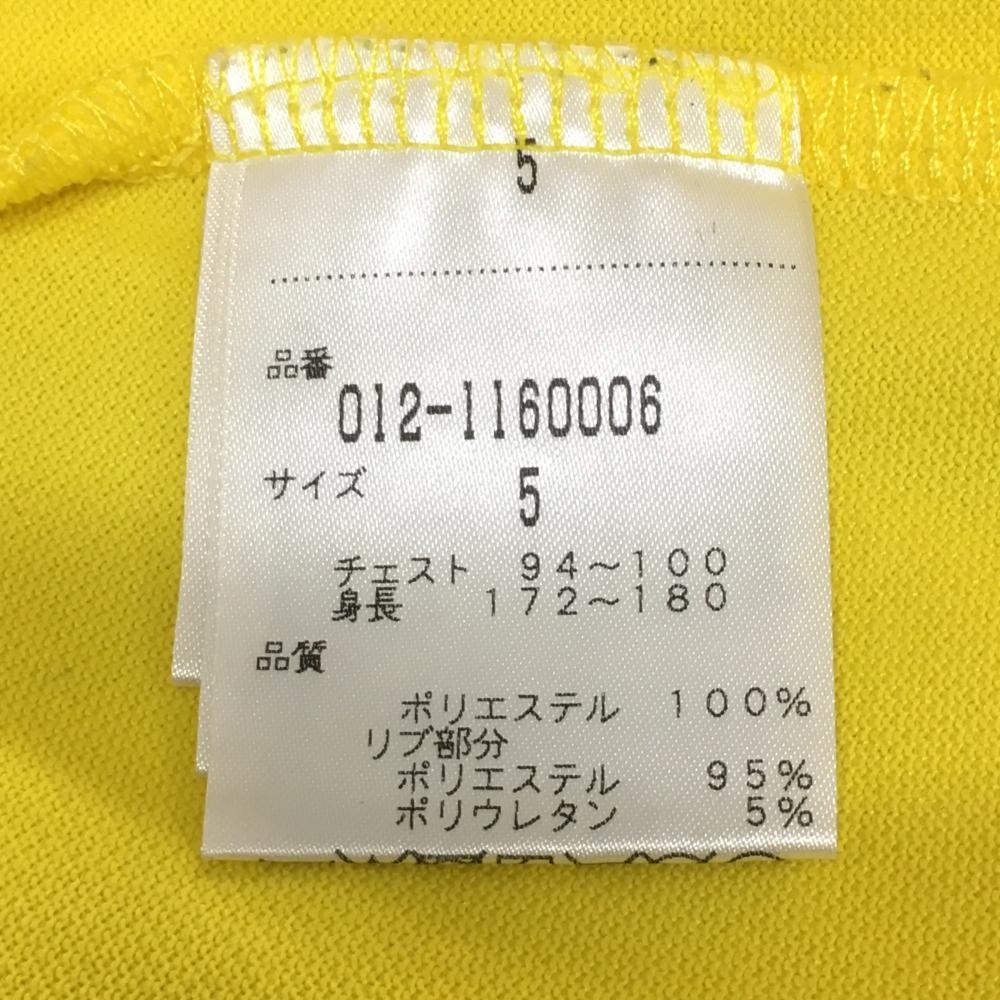 5
品番
012-1160006
サイズ 5
チェスト 94～100
身長 172～180
品質
ポリエステル 100%
リブ部分
ポリエステル 95%
ポリウレタン 5%